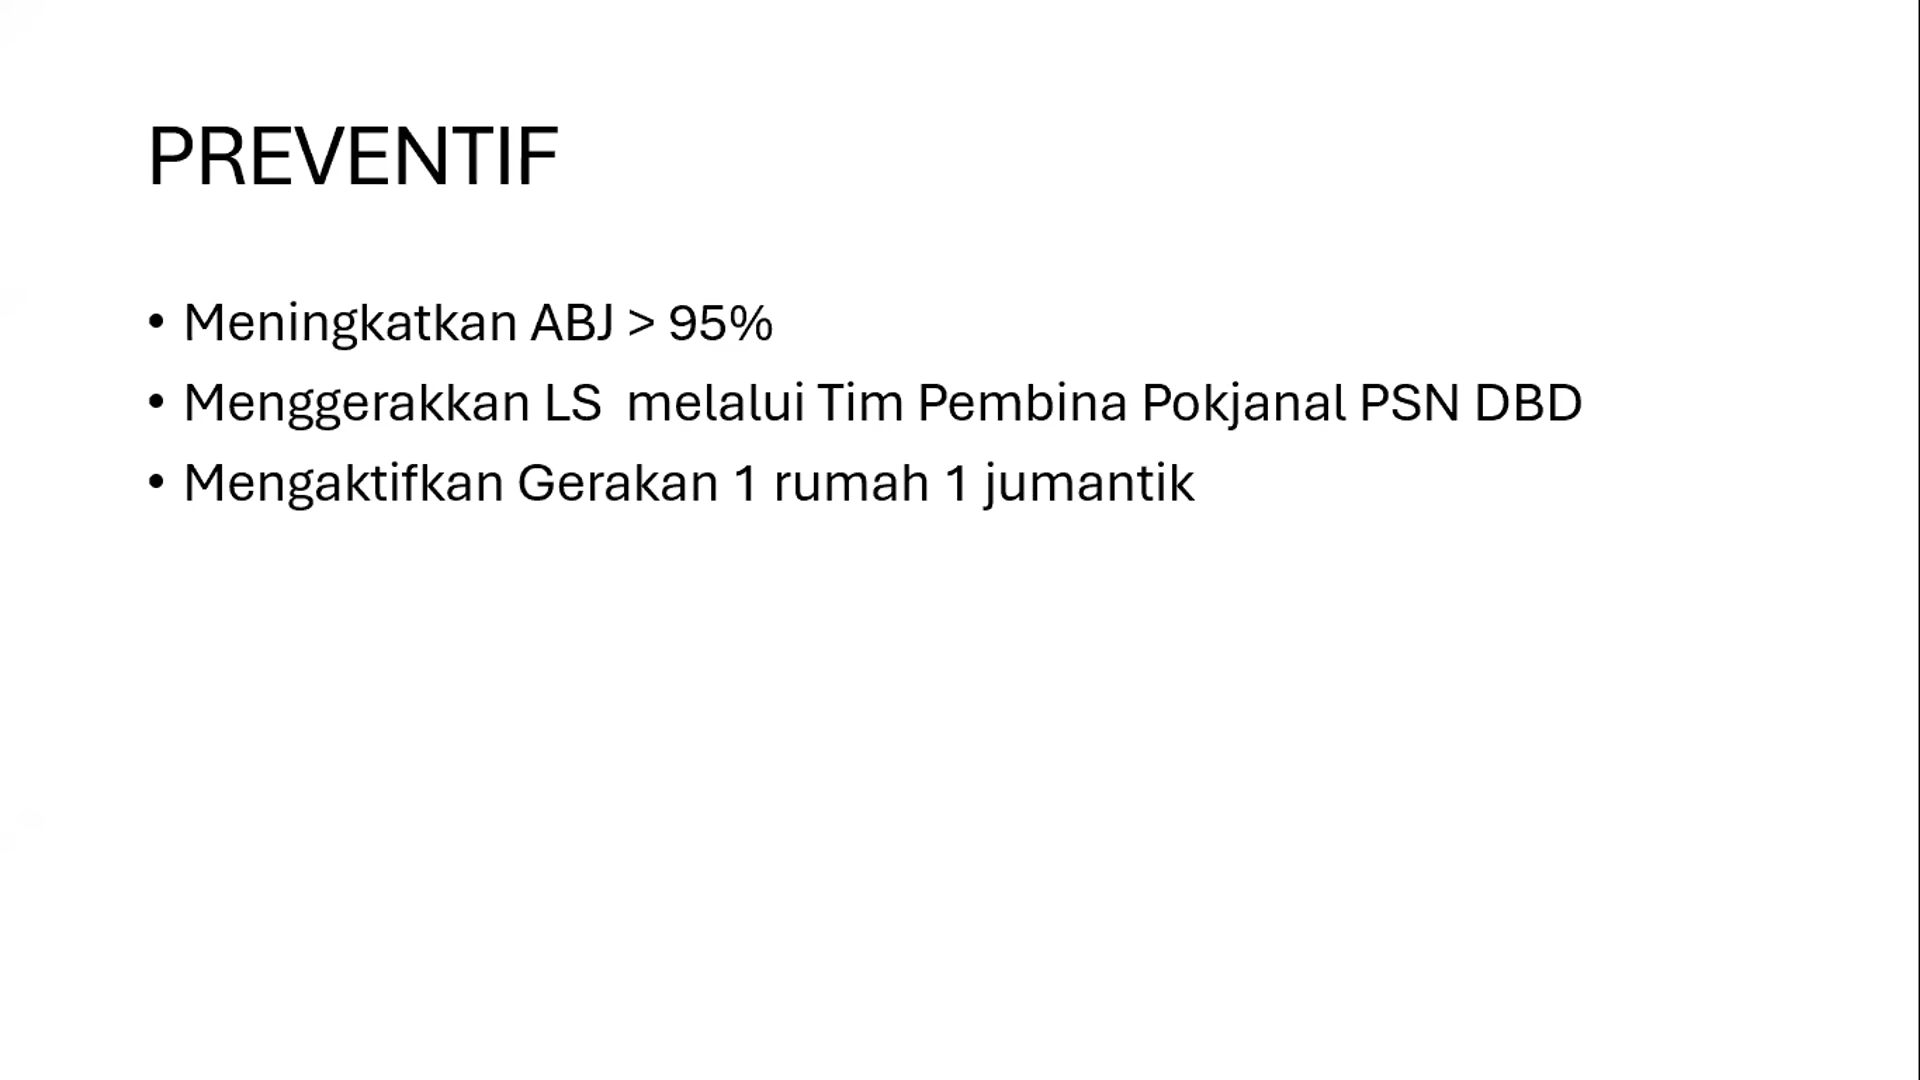 PREVENTIF
• Meningkatkan ABJ > 95%
• Menggerakkan LS  melalui Tim Pembina Pokjanal PSN DBD
• Mengaktifkan Gerakan 1 rumah 1 jumantik